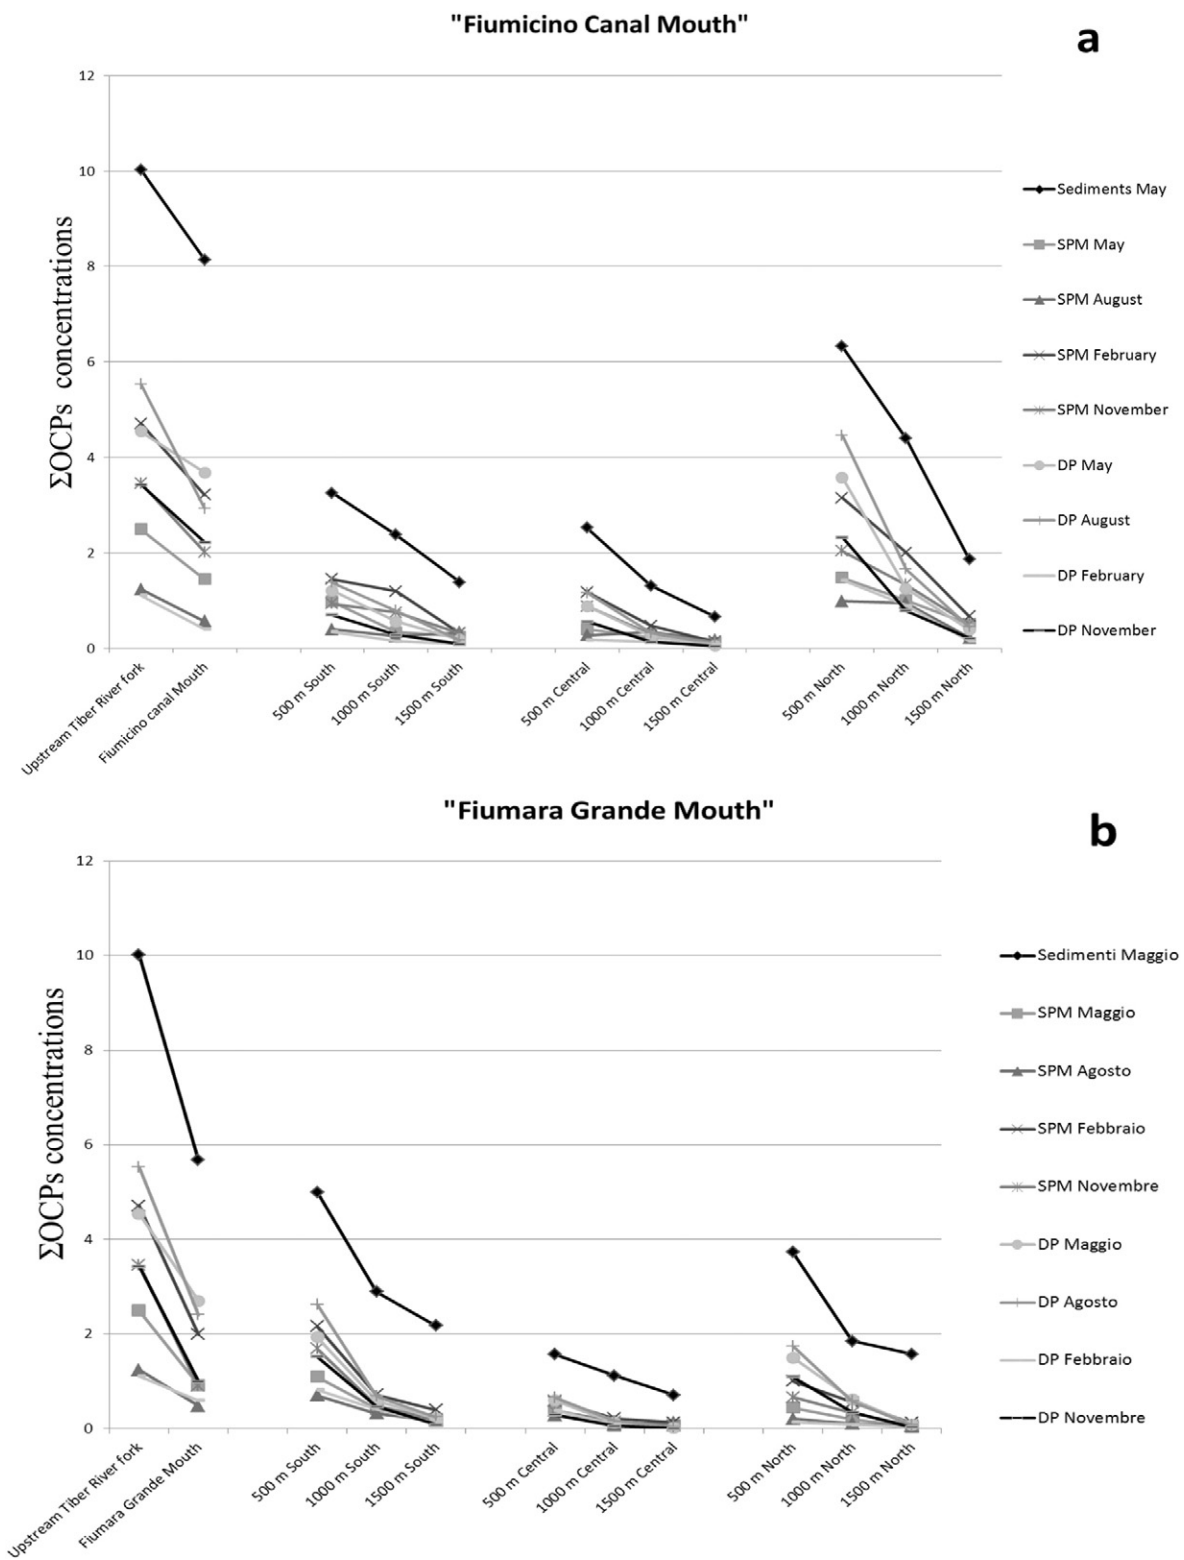 "Fiumicino Canal Mouth"
a
ΣOCPs concentrations
12
10
8
6
4
2
0
Upstream Tiber River fork
Fiumicino canal Mouth
500 m South
1000 m South
1500 m South
500 m Central
1000 m Central
1500 m Central
500 m North
1000 m North
1500 m North
Sediments May
SPM May
SPM August
SPM February
SPM November
DP May
DP August
DP February
DP November
"Fiumara Grande Mouth"
b
ΣOCPs concentrations
12
10
8
6
4
2
0
Upstream Tiber River fork
Fiumara Grande Mouth
500 m South
1000 m South
1500 m South
500 m Central
1000 m Central
1500 m Central
500 m North
1000 m North
1500 m North
Sedimenti Maggio
SPM Maggio
SPM Agosto
SPM Febbraio
SPM Novembre
DP Maggio
DP Agosto
DP Febbraio
DP Novembre